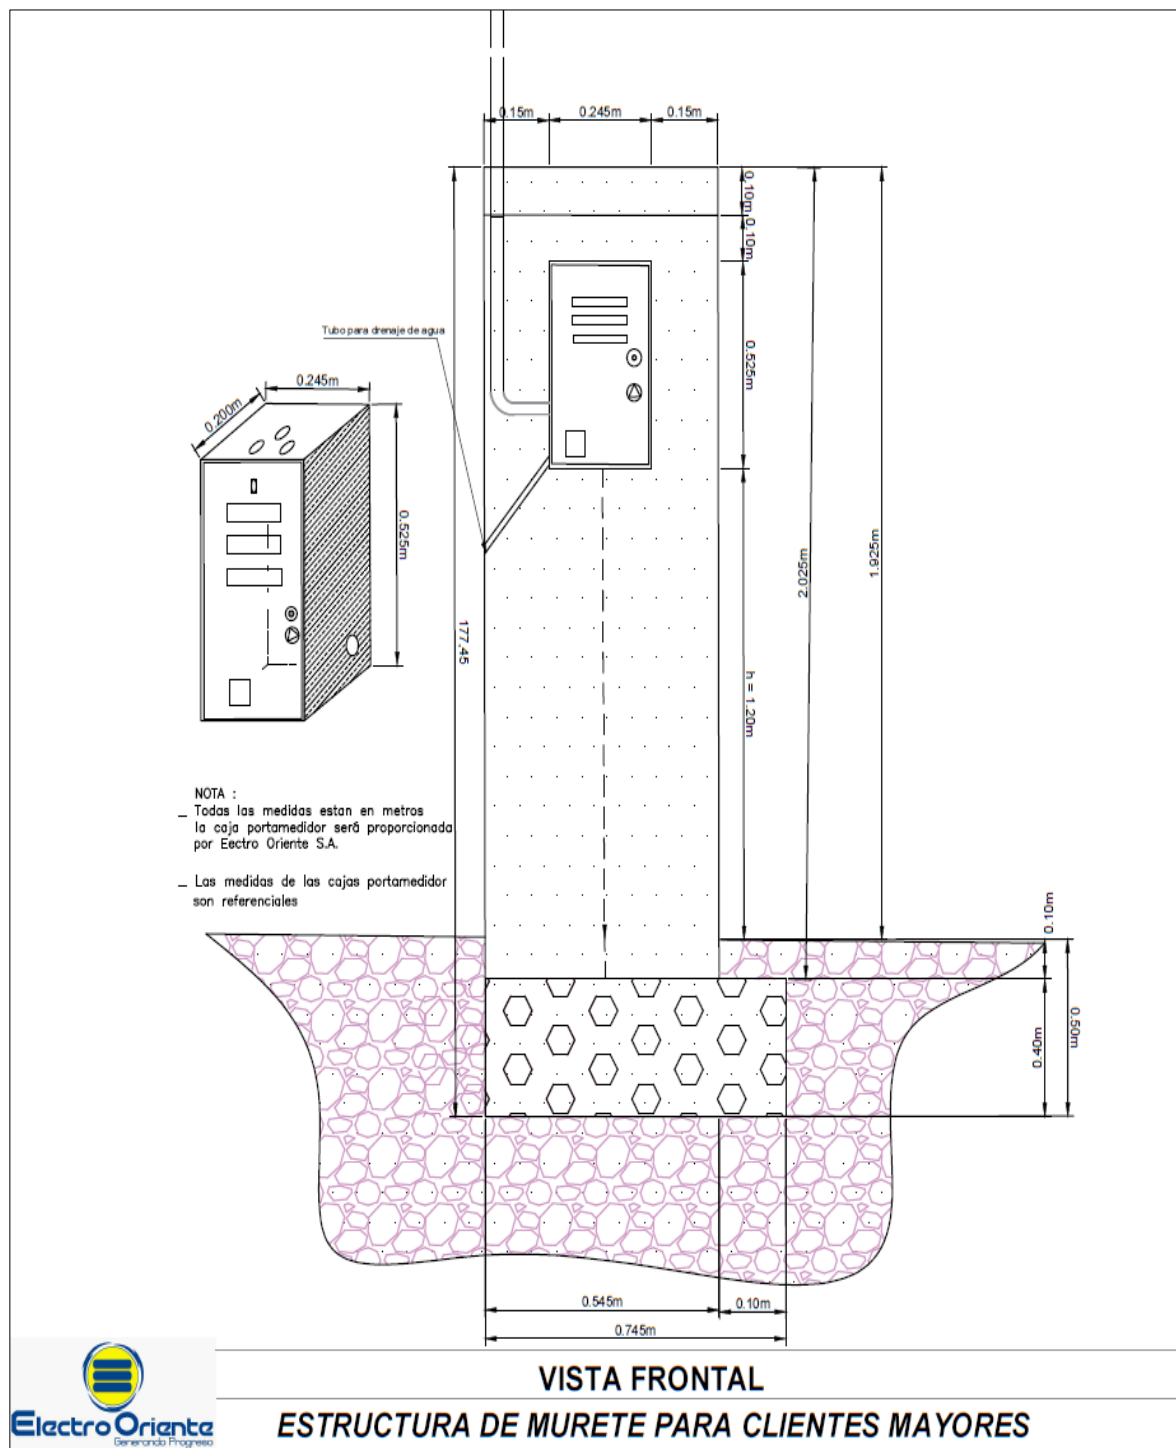 0.15m
0.245m
0.15m
0.10m
0.10m
Tubo para drenaje de agua
0.525m
0.245m
0.200m
0.525m
2.025m
1.925m
177.45
h = 1.20m
NOTA :
_ Todas las medidas estan en metros
la caja portamedidor será proporcionada
por Eectro Oriente S.A.
_ Las medidas de las cajas portamedidor
son referenciales
0.10m
0.40m
0.50m
0.545m
0.10m
0.745m
VISTA FRONTAL
ESTRUCTURA DE MURETE PARA CLIENTES MAYORES
Electro Oriente
Generando Progreso